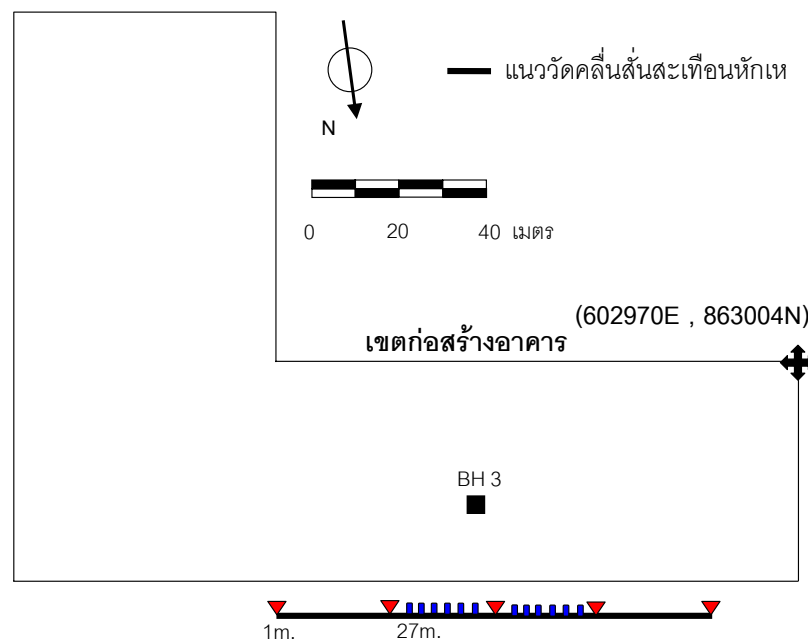 แนววัดคลื่นสั่นสะเทือนหักเห
N
0 20 40 เมตร
(602970E , 863004N)
เขตก่อสร้างอาคาร
BH 3
1m. 27m.